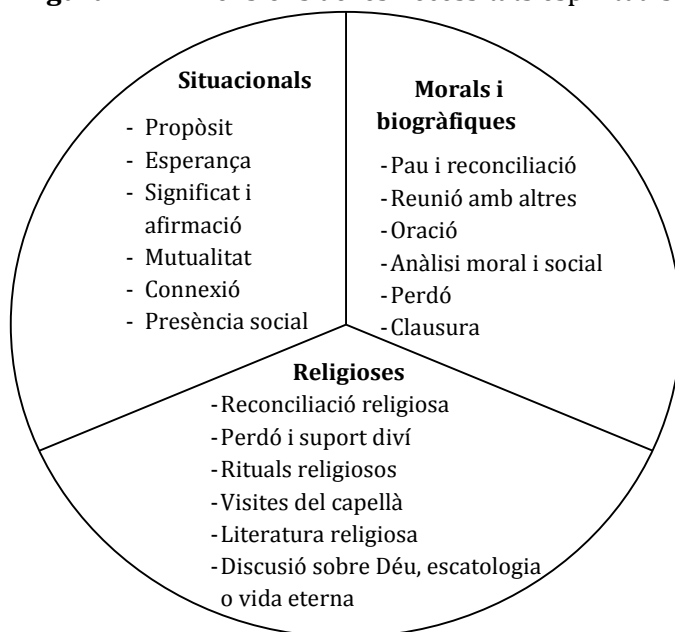 Situacionals
- Propòsit
- Esperança
- Significat i
afirmació
- Mutualitat
- Connexió
- Presència social
Morals i
biogràfiques
-Pau i reconciliació
-Reunió amb altres
-Oració
-Anàlisi moral i social
-Perdó
-Clausura
Religioses
-Reconciliació religiosa
-Perdó i suport diví
-Rituals religiosos
-Visites del capellà
-Literatura religiosa
-Discusió sobre Déu, escatologia
o vida eterna